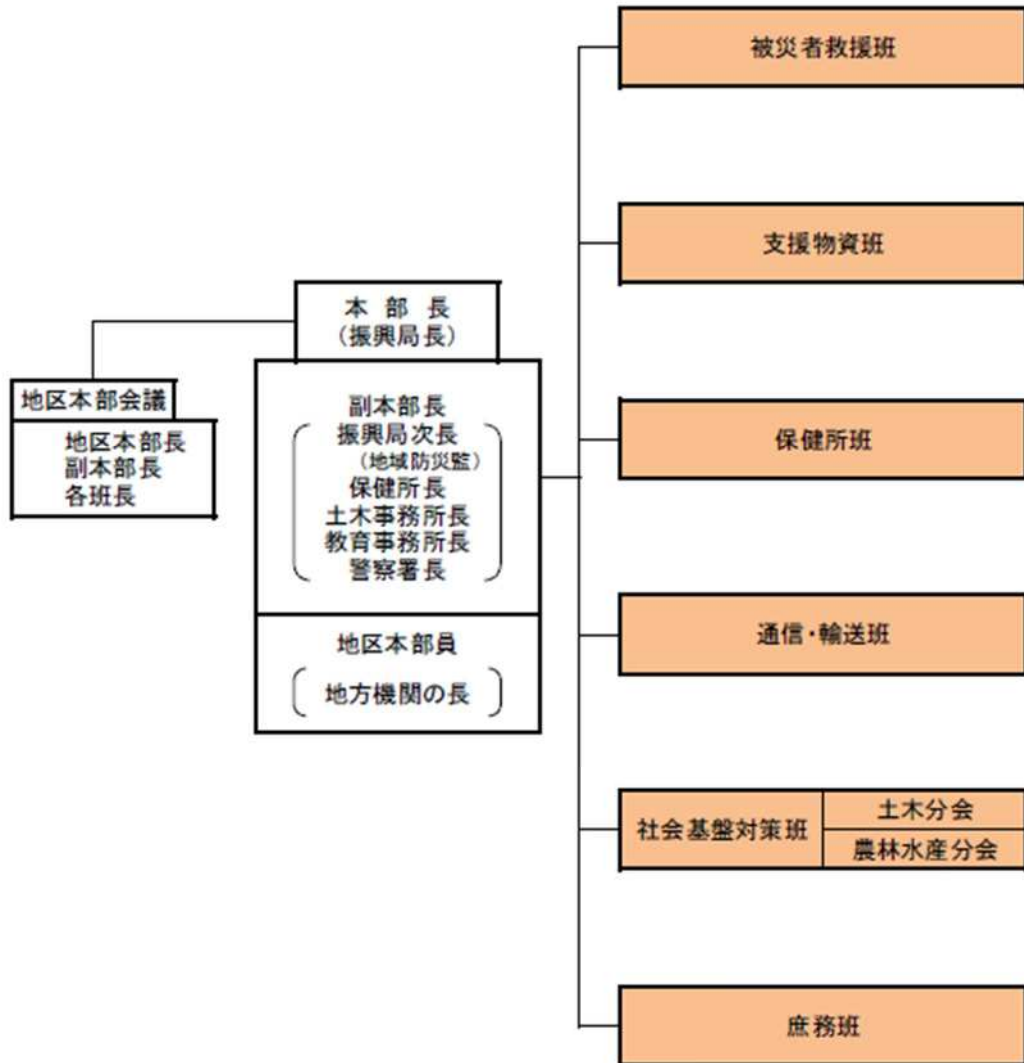 地区本部会議
地区本部長
副本部長
各班長
本部長
(振興局長)
副本部長
振興局次長
(地域防災監)
保健所長
土木事務所長
教育事務所長
警察署長
地区本部員
地方機関の長
被災者救援班
支援物資班
保健所班
通信・輸送班
社会基盤対策班
土木分会
農林水産分会
庶務班